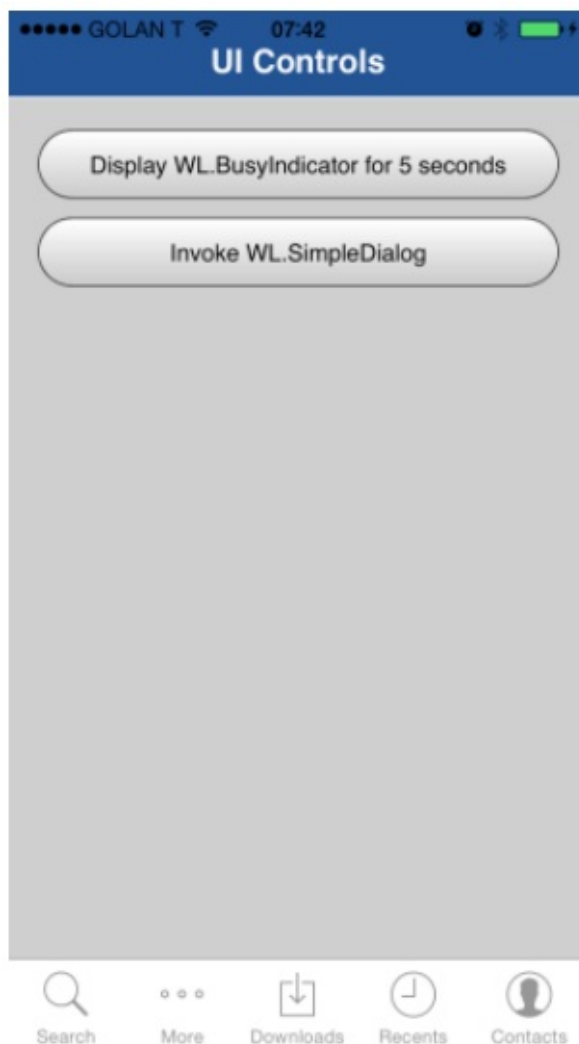 GOLAN T 07:42
UI Controls
Display WL.BusyIndicator for 5 seconds
Invoke WL.SimpleDialog
Search More Downloads Recents Contacts